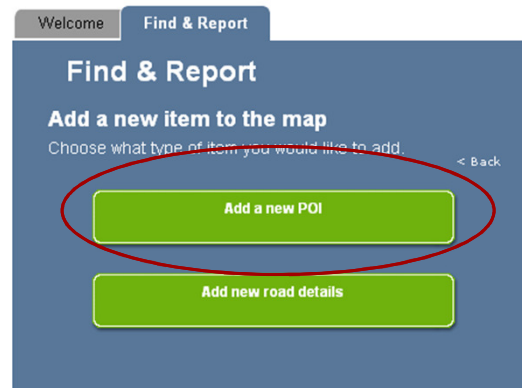 Welcome Find & Report
Find & Report
Add a new item to the map
Choose what type of item you would like to add.
< Back
Add a new POI
Add new road details